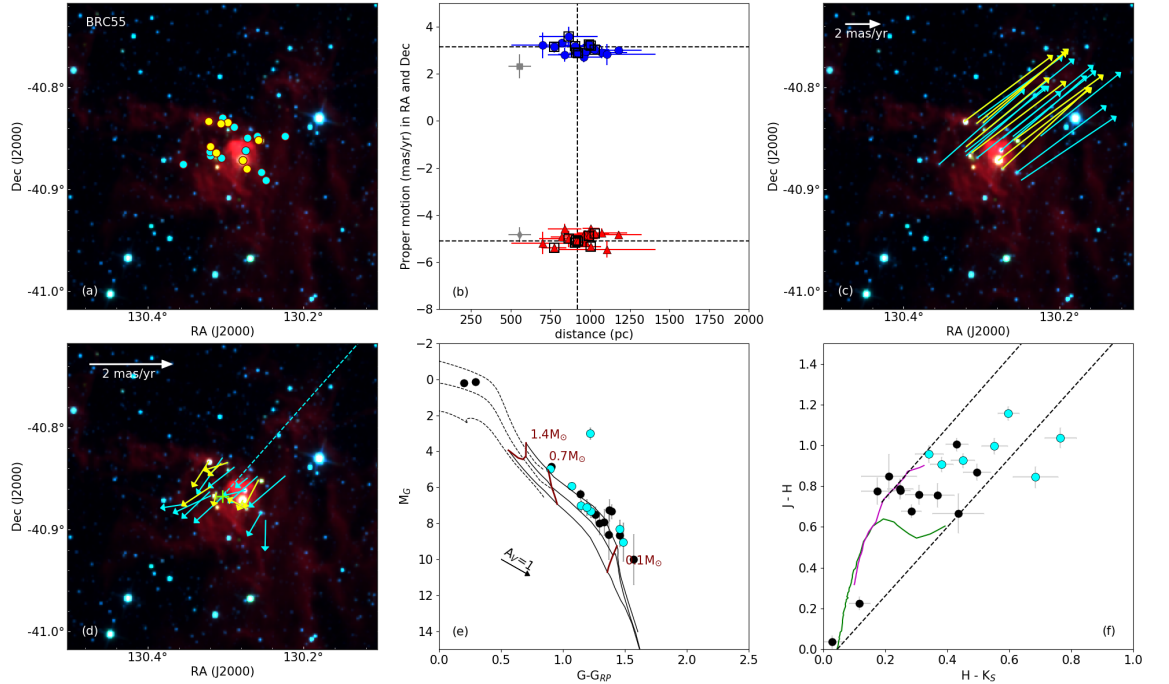 BRC55
Dec (J2000)
-40.8°
-40.9°
-41.0°
(a)
130.4°
130.2°
RA (J2000)
Proper motion (mas/yr) in RA and Dec
4
2
0
−2
−4
−6
−8
(b)
250
500
750
1000
1250
1500
1750
2000
distance (pc)
2 mas/yr
Dec (J2000)
-40.8°
-40.9°
-41.0°
(c)
130.4°
130.2°
RA (J2000)
2 mas/yr
Dec (J2000)
-40.8°
-40.9°
-41.0°
(d)
130.4°
130.2°
RA (J2000)
M_G
−2
0
2
4
6
8
10
12
14
1.4M⊙
0.7M⊙
0.1M⊙
A_V=1
(e)
0.0
0.5
1.0
1.5
2.0
2.5
G-G_RP
J - H
1.4
1.2
1.0
0.8
0.6
0.4
0.2
0.0
(f)
0.0
0.2
0.4
0.6
0.8
1.0
H - K_S